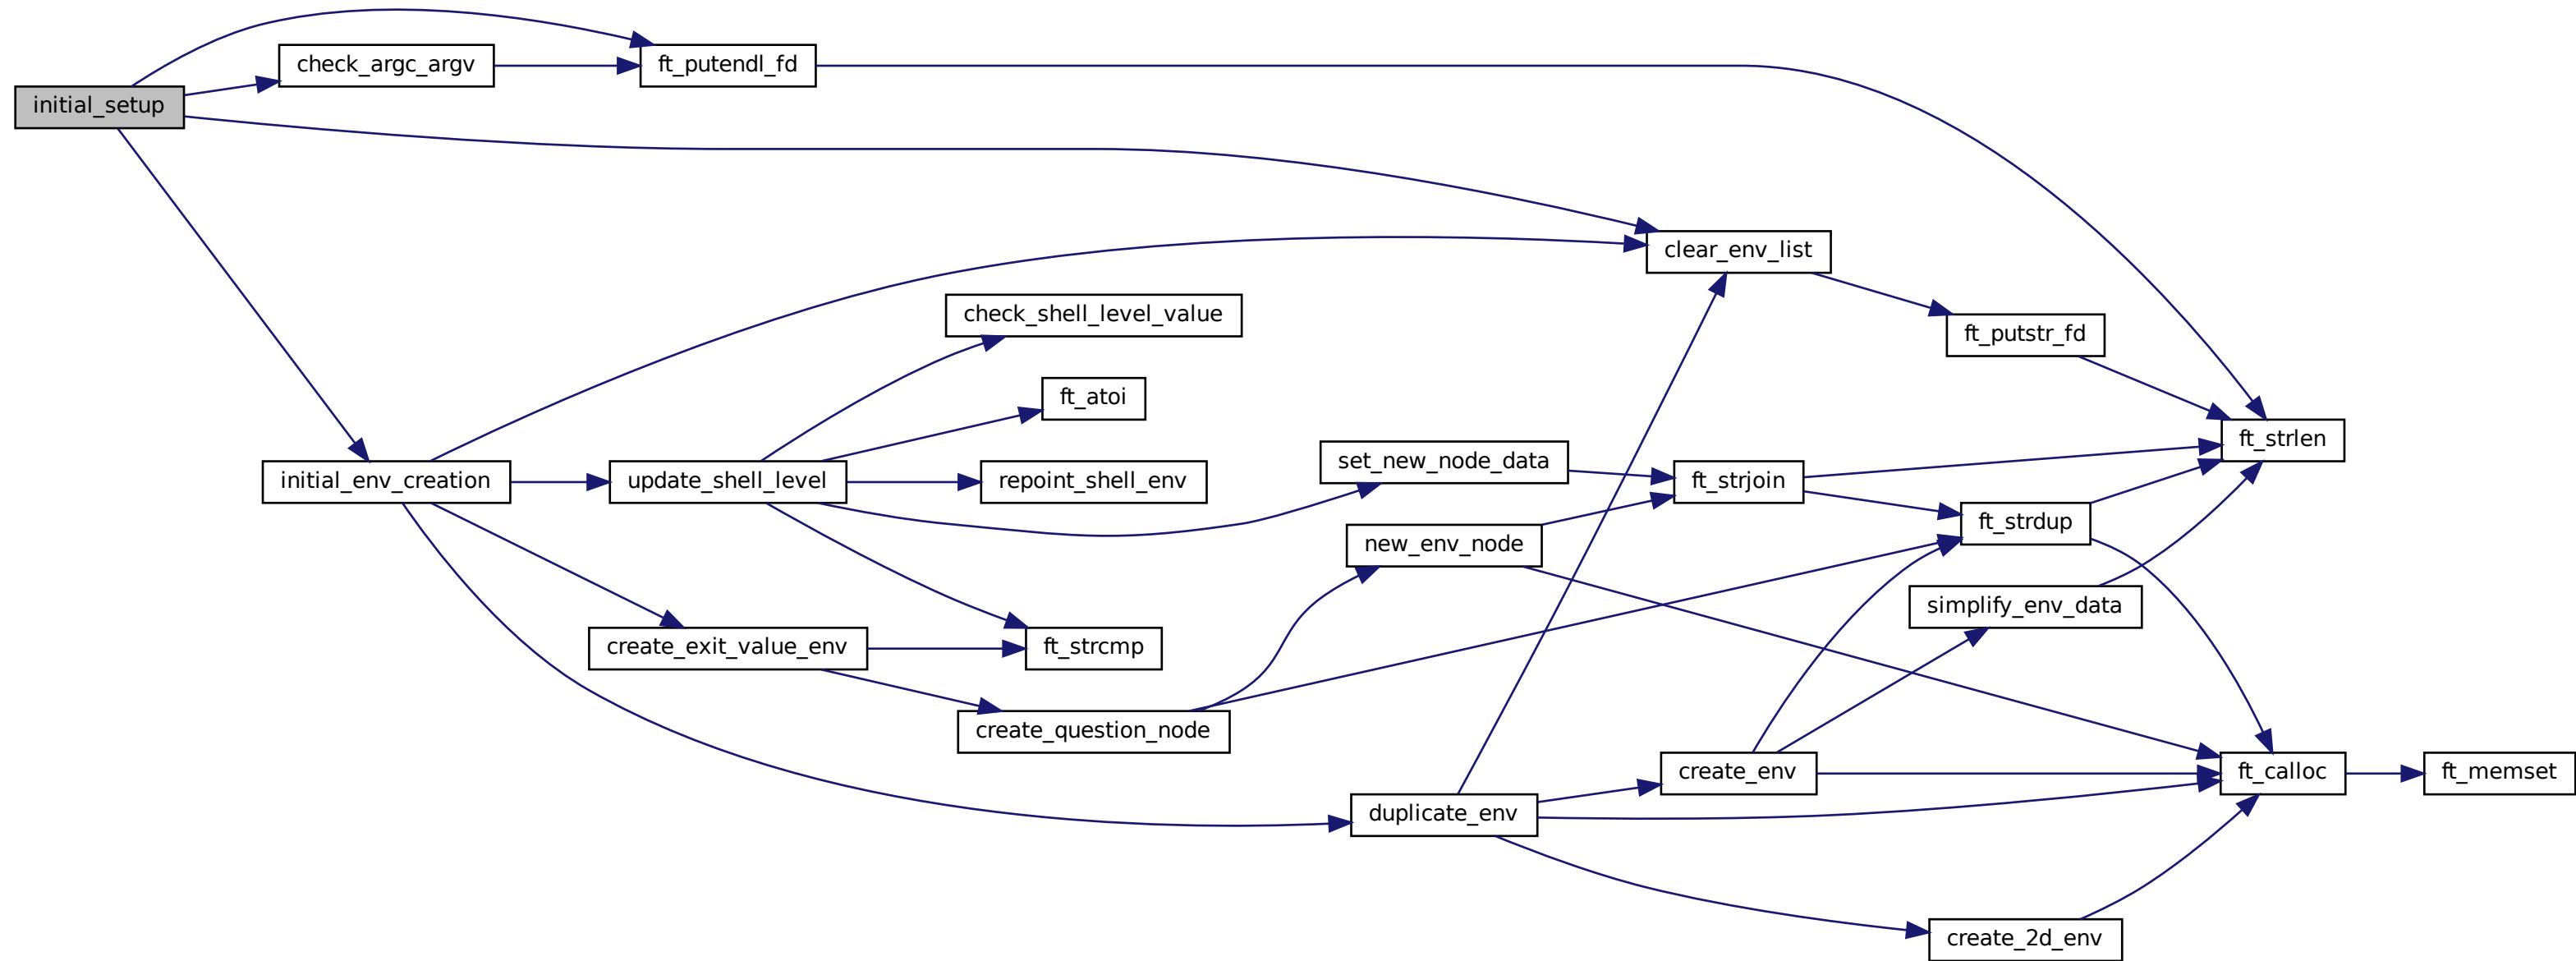 check_argc_argv
ft_putendl_fd
initial_setup
clear_env_list
check_shell_level_value
ft_putstr_fd
ft_atoi
ft_strlen
set_new_node_data
initial_env_creation
update_shell_level
repoint_shell_env
ft_strjoin
ft_strdup
new_env_node
simplify_env_data
create_exit_value_env
ft_strcmp
create_question_node
create_env
ft_calloc
ft_memset
duplicate_env
create_2d_env